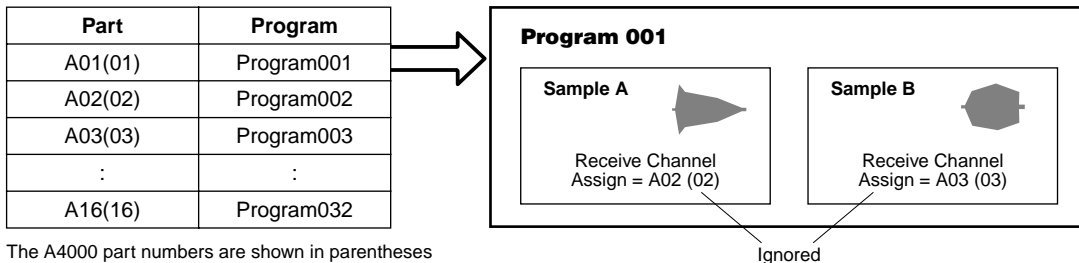 Part Program
A01(01) Program001
A02(02) Program002
A03(03) Program003
: :
A16(16) Program032
The A4000 part numbers are shown in parentheses
Program 001
Sample A
Receive Channel
Assign = A02 (02)
Sample B
Receive Channel
Assign = A03 (03)
Ignored